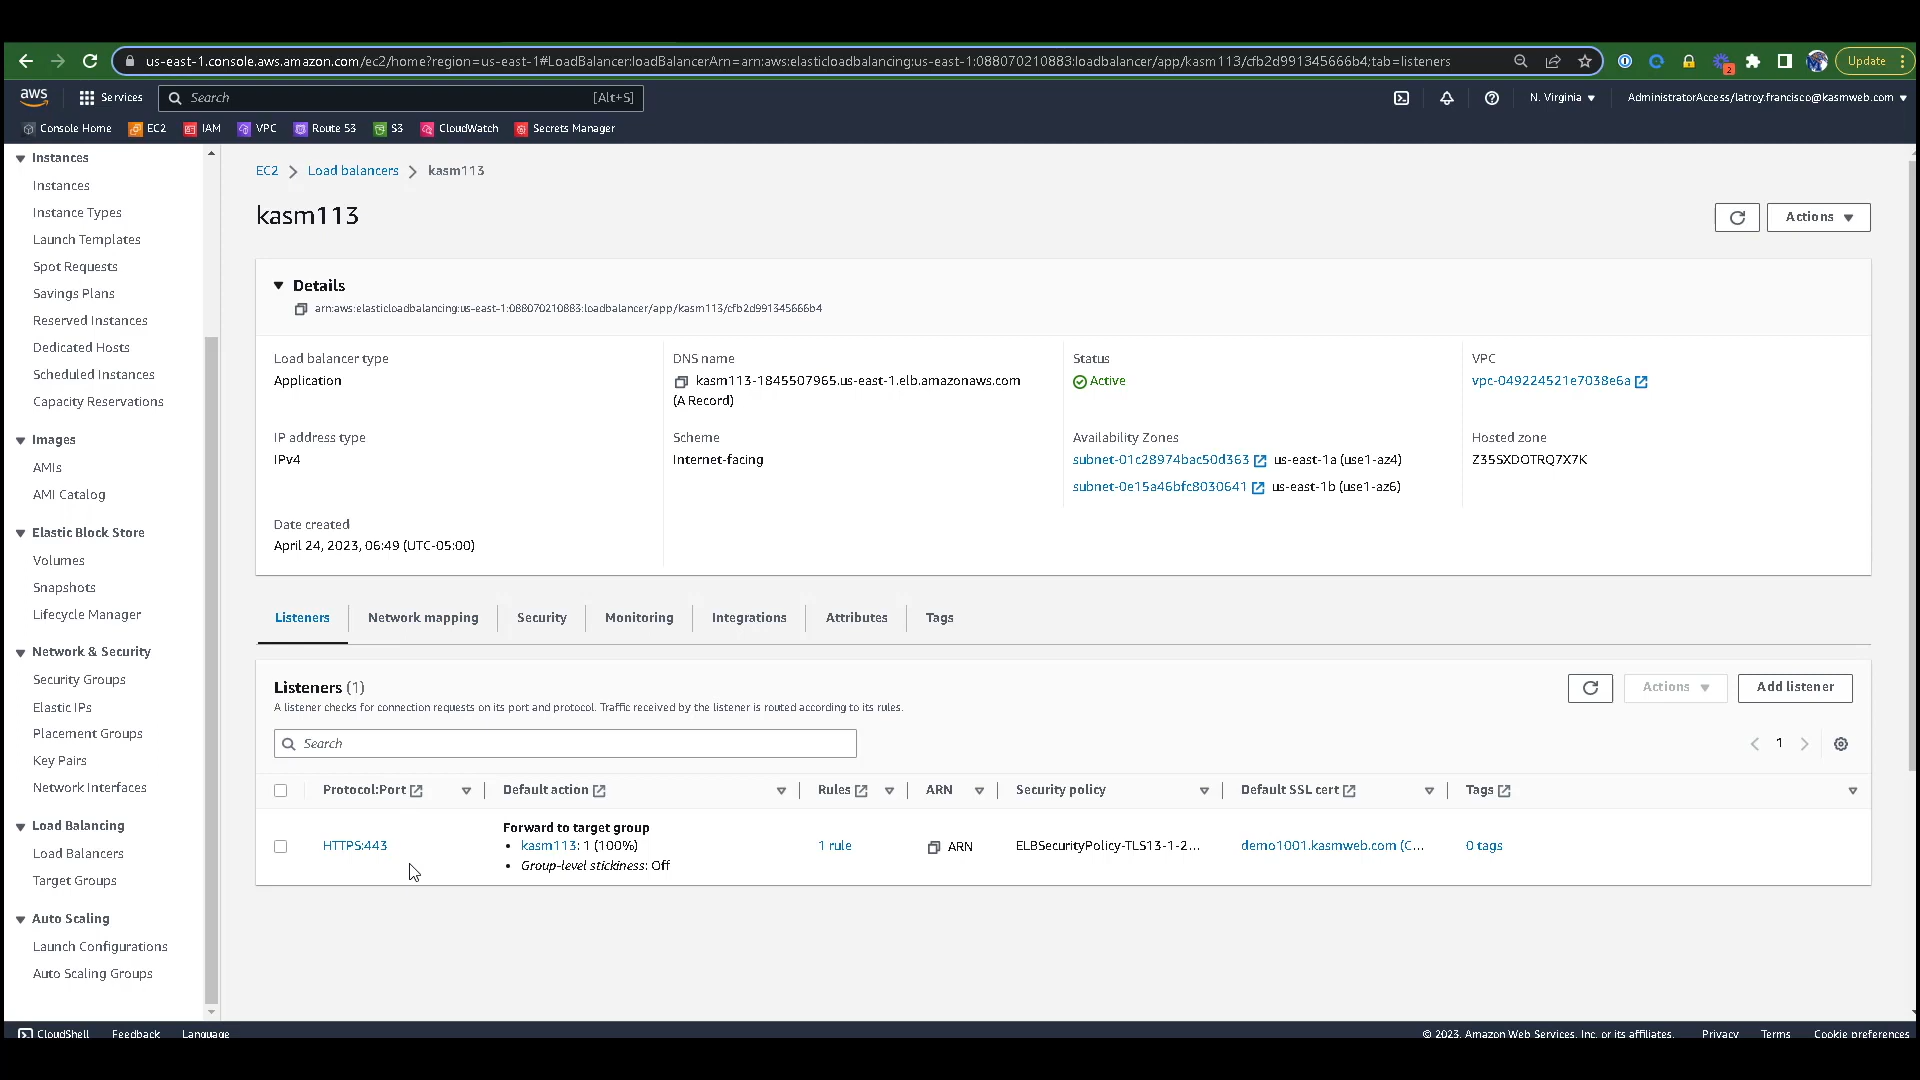 us-east-1.console.aws.amazon.com/ec2/home?region=us-east-1#LoadBalancer:loadBalancerArn=arn:aws:elasticloadbalancing:us-east-1:088070210883:loadbalancer/app/kasm113/cfb2d991345666b4;tab=listeners
2
Update
aws
Services
Search
[Alt+S]
N. Virginia
AdministratorAccess/latroy.francisco@kasmweb.com
Console Home
EC2
IAM
VPC
Route 53
S3
CloudWatch
Secrets Manager
Instances
Instances
Instance Types
Launch Templates
Spot Requests
Savings Plans
Reserved Instances
Dedicated Hosts
Scheduled Instances
Capacity Reservations
Images
AMIs
AMI Catalog
Elastic Block Store
Volumes
Snapshots
Lifecycle Manager
Network & Security
Security Groups
Elastic IPs
Placement Groups
Key Pairs
Network Interfaces
Load Balancing
Load Balancers
Target Groups
Auto Scaling
Launch Configurations
Auto Scaling Groups
EC2 > Load balancers > kasm113
kasm113
Actions
Details
arn:aws:elasticloadbalancing:us-east-1:088070210883:loadbalancer/app/kasm113/cfb2d991345666b4
Load balancer type
Application
DNS name
kasm113-1845507965.us-east-1.elb.amazonaws.com
(A Record)
Status
Active
VPC
vpc-049224521e7038e6a
IP address type
IPv4
Scheme
Internet-facing
Availability Zones
subnet-01c28974bac50d363 us-east-1a (use1-az4)
subnet-0e15a46bfc8030641 us-east-1b (use1-az6)
Hosted zone
Z35SXDOTRQ7X7K
Date created
April 24, 2023, 06:49 (UTC-05:00)
Listeners
Network mapping
Security
Monitoring
Integrations
Attributes
Tags
Listeners (1)
A listener checks for connection requests on its port and protocol. Traffic received by the listener is routed according to its rules.
Actions
Add listener
Search
1
Protocol:Port
Default action
Rules
ARN
Security policy
Default SSL cert
Tags
HTTPS:443
Forward to target group
• kasm113: 1 (100%)
• Group-level stickiness: Off
1 rule
ARN
ELBSecurityPolicy-TLS13-1-2...
demo1001.kasmweb.com (C...
0 tags
CloudShell
Feedback
Language
© 2023, Amazon Web Services, Inc. or its affiliates.
Privacy
Terms
Cookie preferences